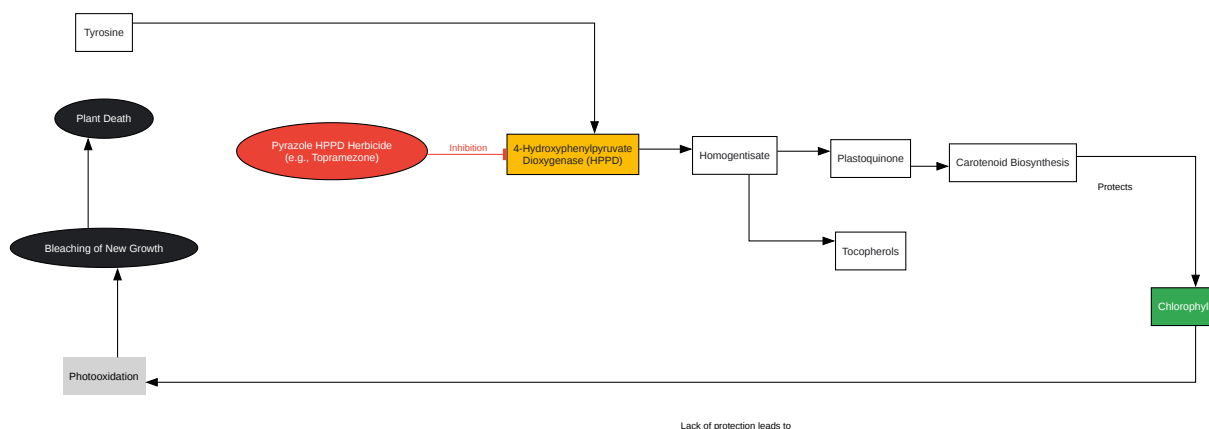 Tyrosine
Plant Death
Pyrazole HPPD Herbicide
(e.g., Topramezone)
Inhibition
4-Hydroxyphenylpyruvate
Dioxygenase (HPPD)
Homogentisate
Plastoquinone
Carotenoid Biosynthesis
Protects
Bleaching of New Growth
Tocopherols
Chlorophyl
Photooxidation
Lack of protection leads to